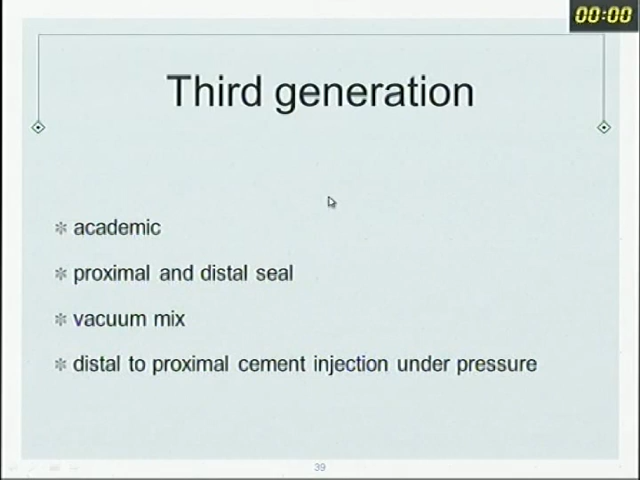 00:00
Third generation
* academic
* proximal and distal seal
* vacuum mix
* distal to proximal cement injection under pressure
39